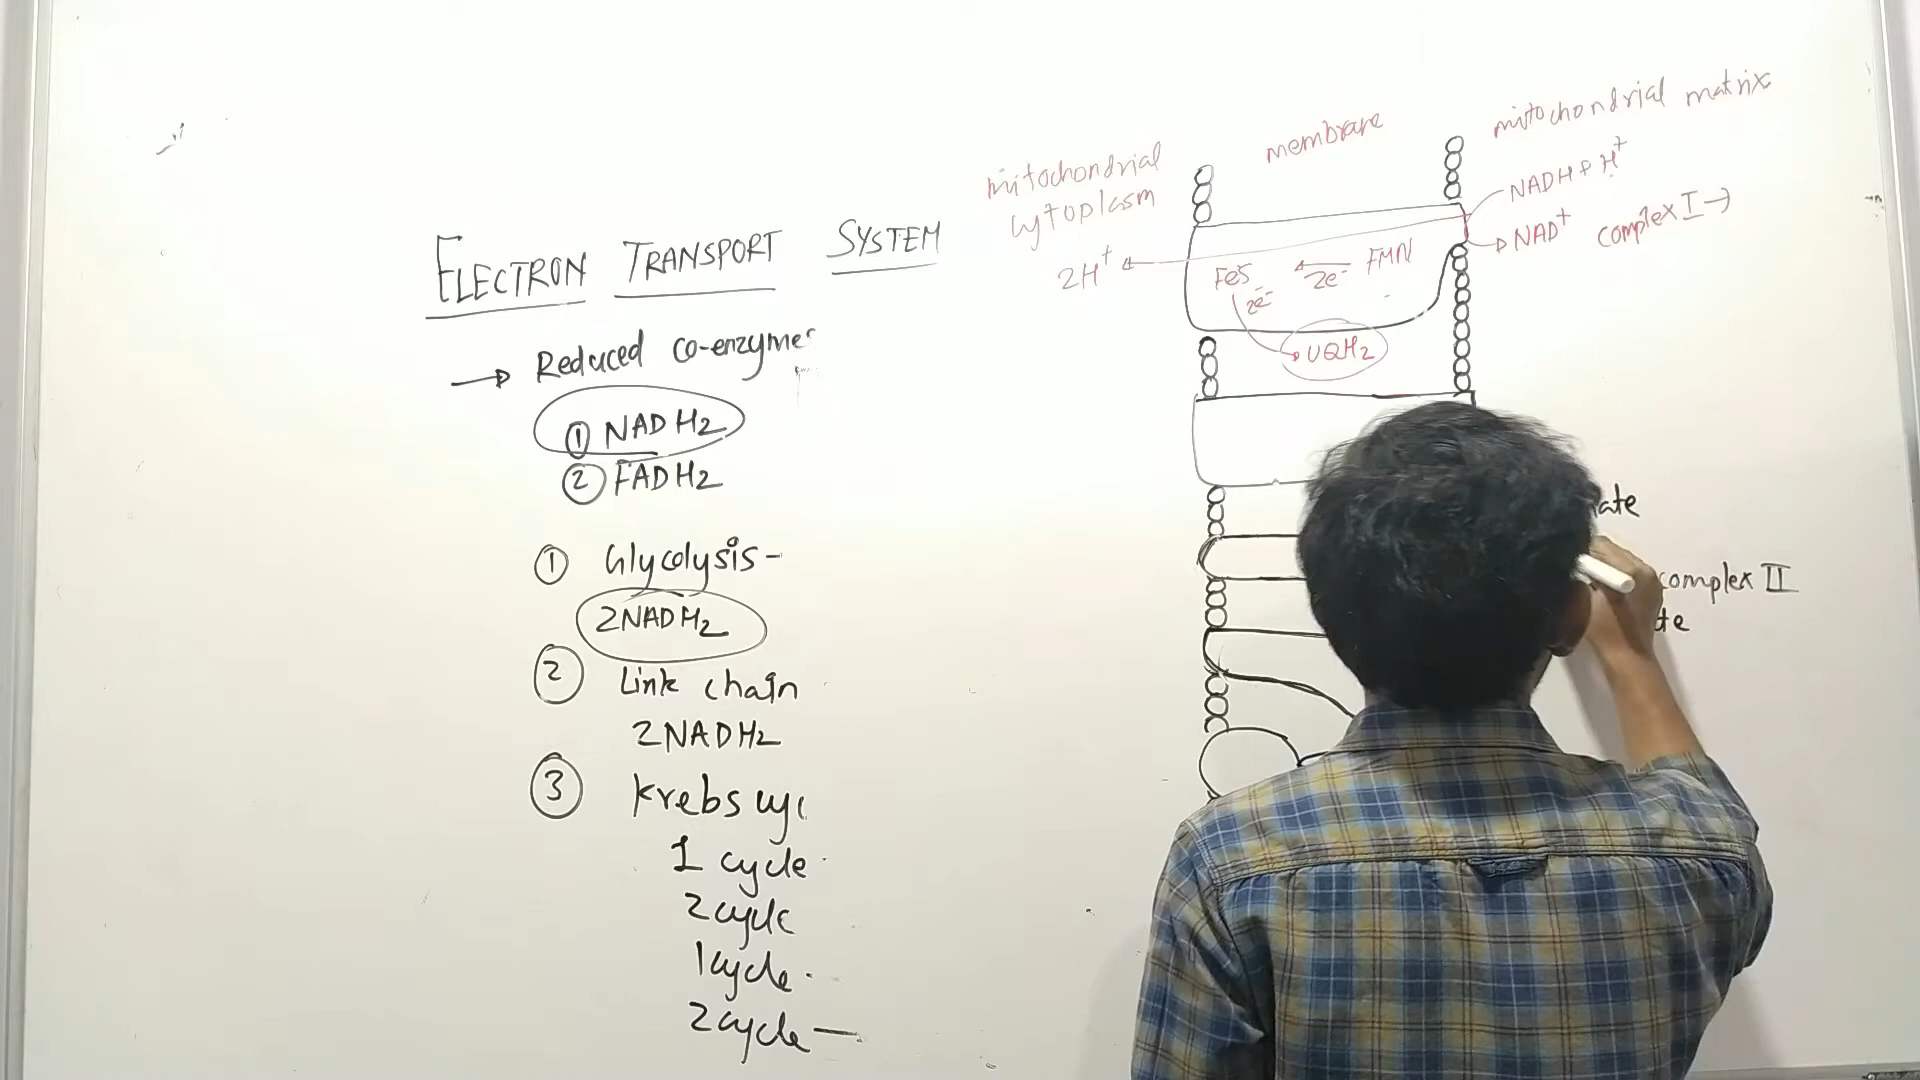 ELECTRON TRANSPORT SYSTEM
→ Reduced co-enzyme
① NADH2
② FADH2
① Glycolysis-
2NADH2
② Link chain
2NADH2
③ Krebs
1 cycle
2 cycle
1 cycle
2 cycle —
mitochondrial
cytoplasm
membrane
mitochondrial matrix
NADH + H+
NAD+ complex I →
2H+
FeS 2e- FMN
2e-
UQH2
complex II